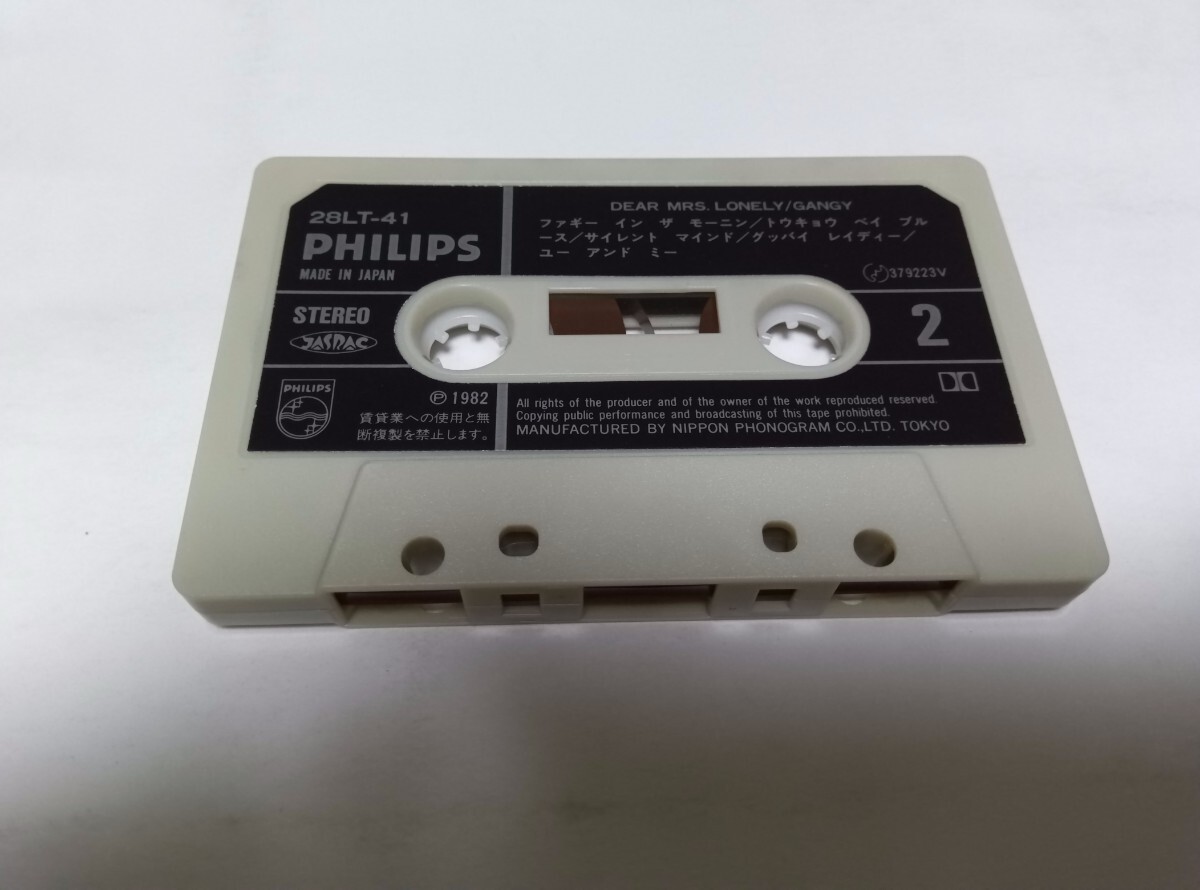 28LT-41
PHILIPS
MADE IN JAPAN
DEAR MRS. LONELY/GANGY
ファギー イン ザ モーニン/トウキョウ ベイ ブル
ース/サイレント マインド/グッバイ レイディー/
ユー アンド ミー
379223V
STEREO
JASRAC
2
PHILIPS
℗ 1982
賃貸業への使用と無
断複製を禁止します。
All rights of the producer and of the owner of the work reproduced reserved.
Copying public performance and broadcasting of this tape prohibited.
MANUFACTURED BY NIPPON PHONOGRAM CO.,LTD. TOKYO